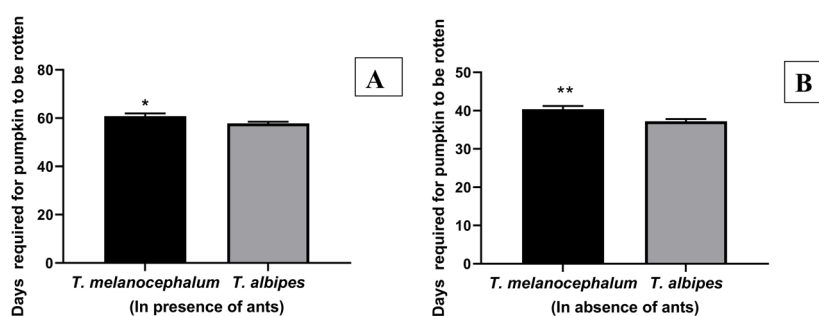 Days required for pumpkin to be rotten
80
60
40
20
0
*
A
T. melanocephalum T. albipes
(In presence of ants)
Days required for pumpkin to be rotten
50
40
30
20
10
0
**
B
T. melanocephalum T. albipes
(In absence of ants)